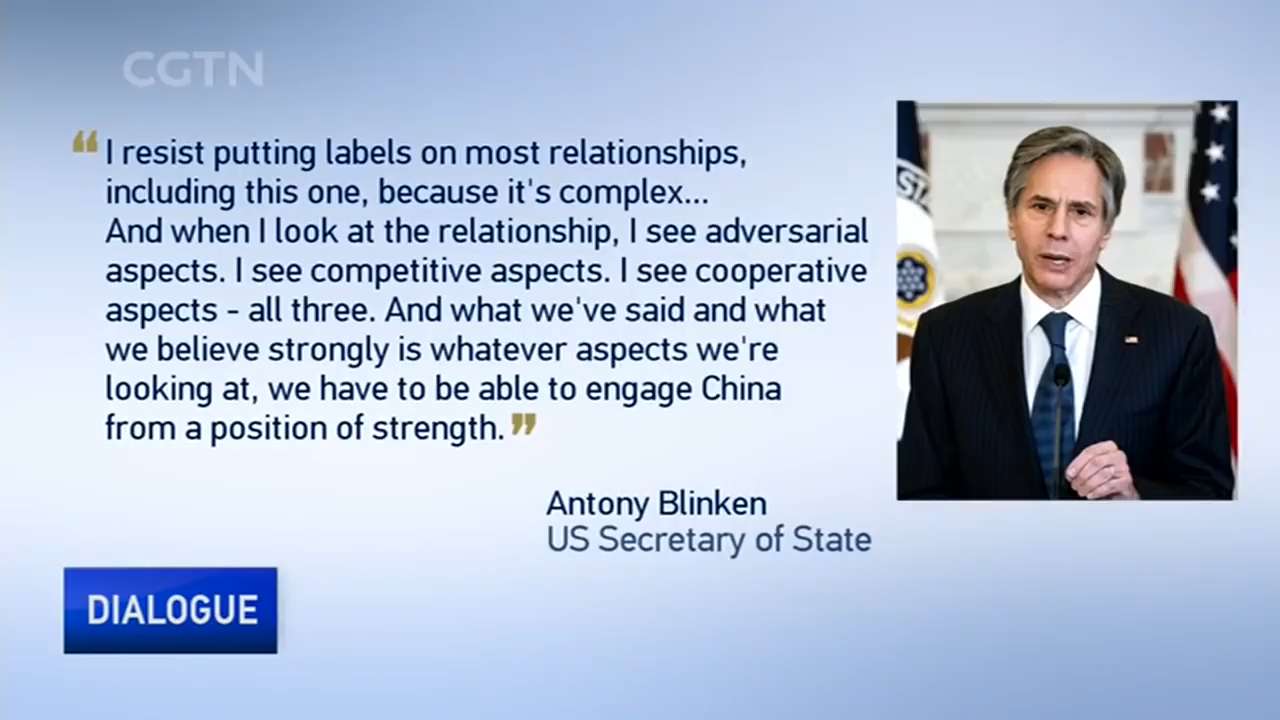 CGTN
“I resist putting labels on most relationships,
including this one, because it's complex...
And when I look at the relationship, I see adversarial
aspects. I see competitive aspects. I see cooperative
aspects - all three. And what we've said and what
we believe strongly is whatever aspects we're
looking at, we have to be able to engage China
from a position of strength.”
Antony Blinken
US Secretary of State
DIALOGUE